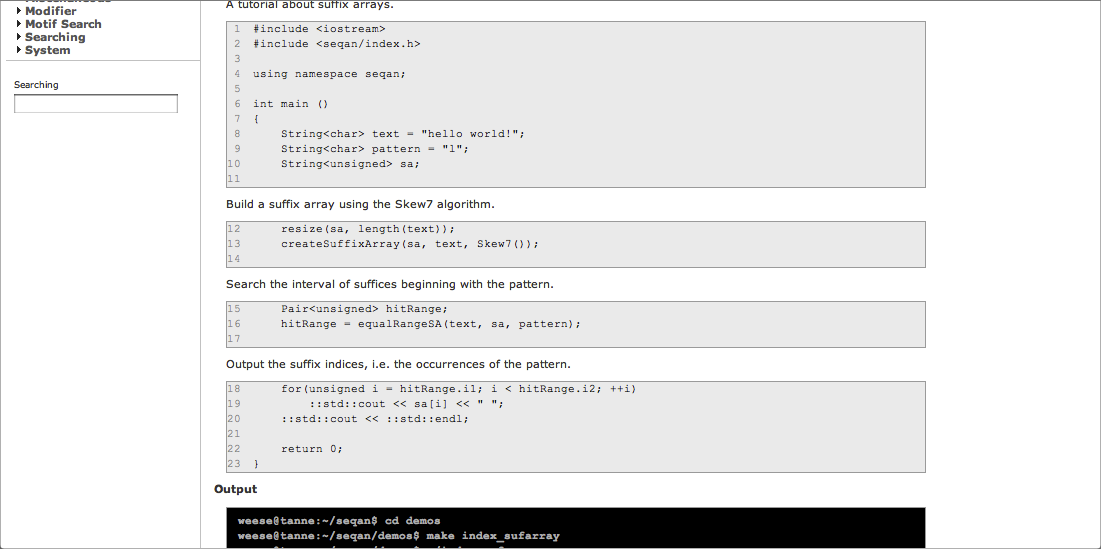 Modifier
Motif Search
Searching
System
Searching
A tutorial about suffix arrays.
1 #include <iostream>
2 #include <seqan/index.h>
3
4 using namespace seqan;
5
6 int main ()
7 {
8 String<char> text = "hello world!";
9 String<char> pattern = "l";
10 String<unsigned> sa;
11
Build a suffix array using the Skew7 algorithm.
12 resize(sa, length(text));
13 createSuffixArray(sa, text, Skew7());
14
Search the interval of suffices beginning with the pattern.
15 Pair<unsigned> hitRange;
16 hitRange = equalRangeSA(text, sa, pattern);
17
Output the suffix indices, i.e. the occurrences of the pattern.
18 for(unsigned i = hitRange.i1; i < hitRange.i2; ++i)
19 ::std::cout << sa[i] << " ";
20 ::std::cout << ::std::endl;
21
22 return 0;
23 }
Output
weese@tanne:~/seqan$ cd demos
weese@tanne:~/seqan/demos$ make index_sufarray